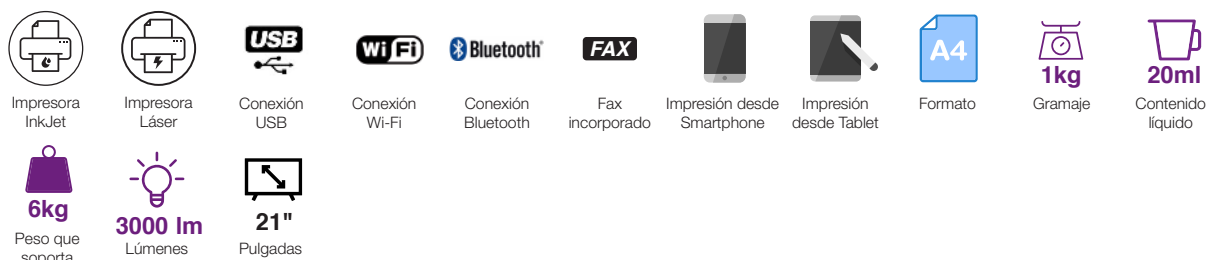 USB
Wi Fi
Bluetooth
FAX
A4
1kg
20ml
Impresora
InkJet
Impresora
Láser
Conexión
USB
Conexión
Wi-Fi
Conexión
Bluetooth
Fax
incorporado
Impresión desde
Smartphone
Impresión
desde Tablet
Formato
Gramaje
Contenido
líquido
6kg
Peso que
soporta
3000 lm
Lúmenes
21"
Pulgadas